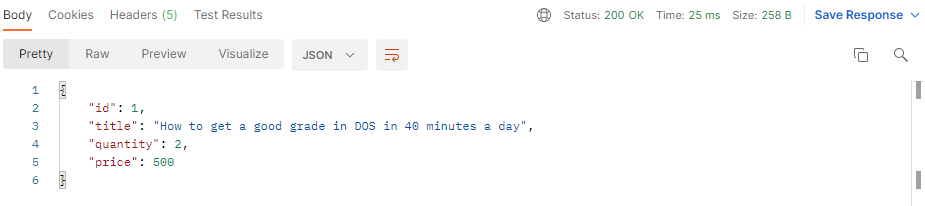 Body Cookies Headers (5) Test Results Status: 200 OK Time: 25 ms Size: 258 B Save Response
Pretty Raw Preview Visualize JSON
1 {
2 "id": 1,
3 "title": "How to get a good grade in DOS in 40 minutes a day",
4 "quantity": 2,
5 "price": 500
6 }